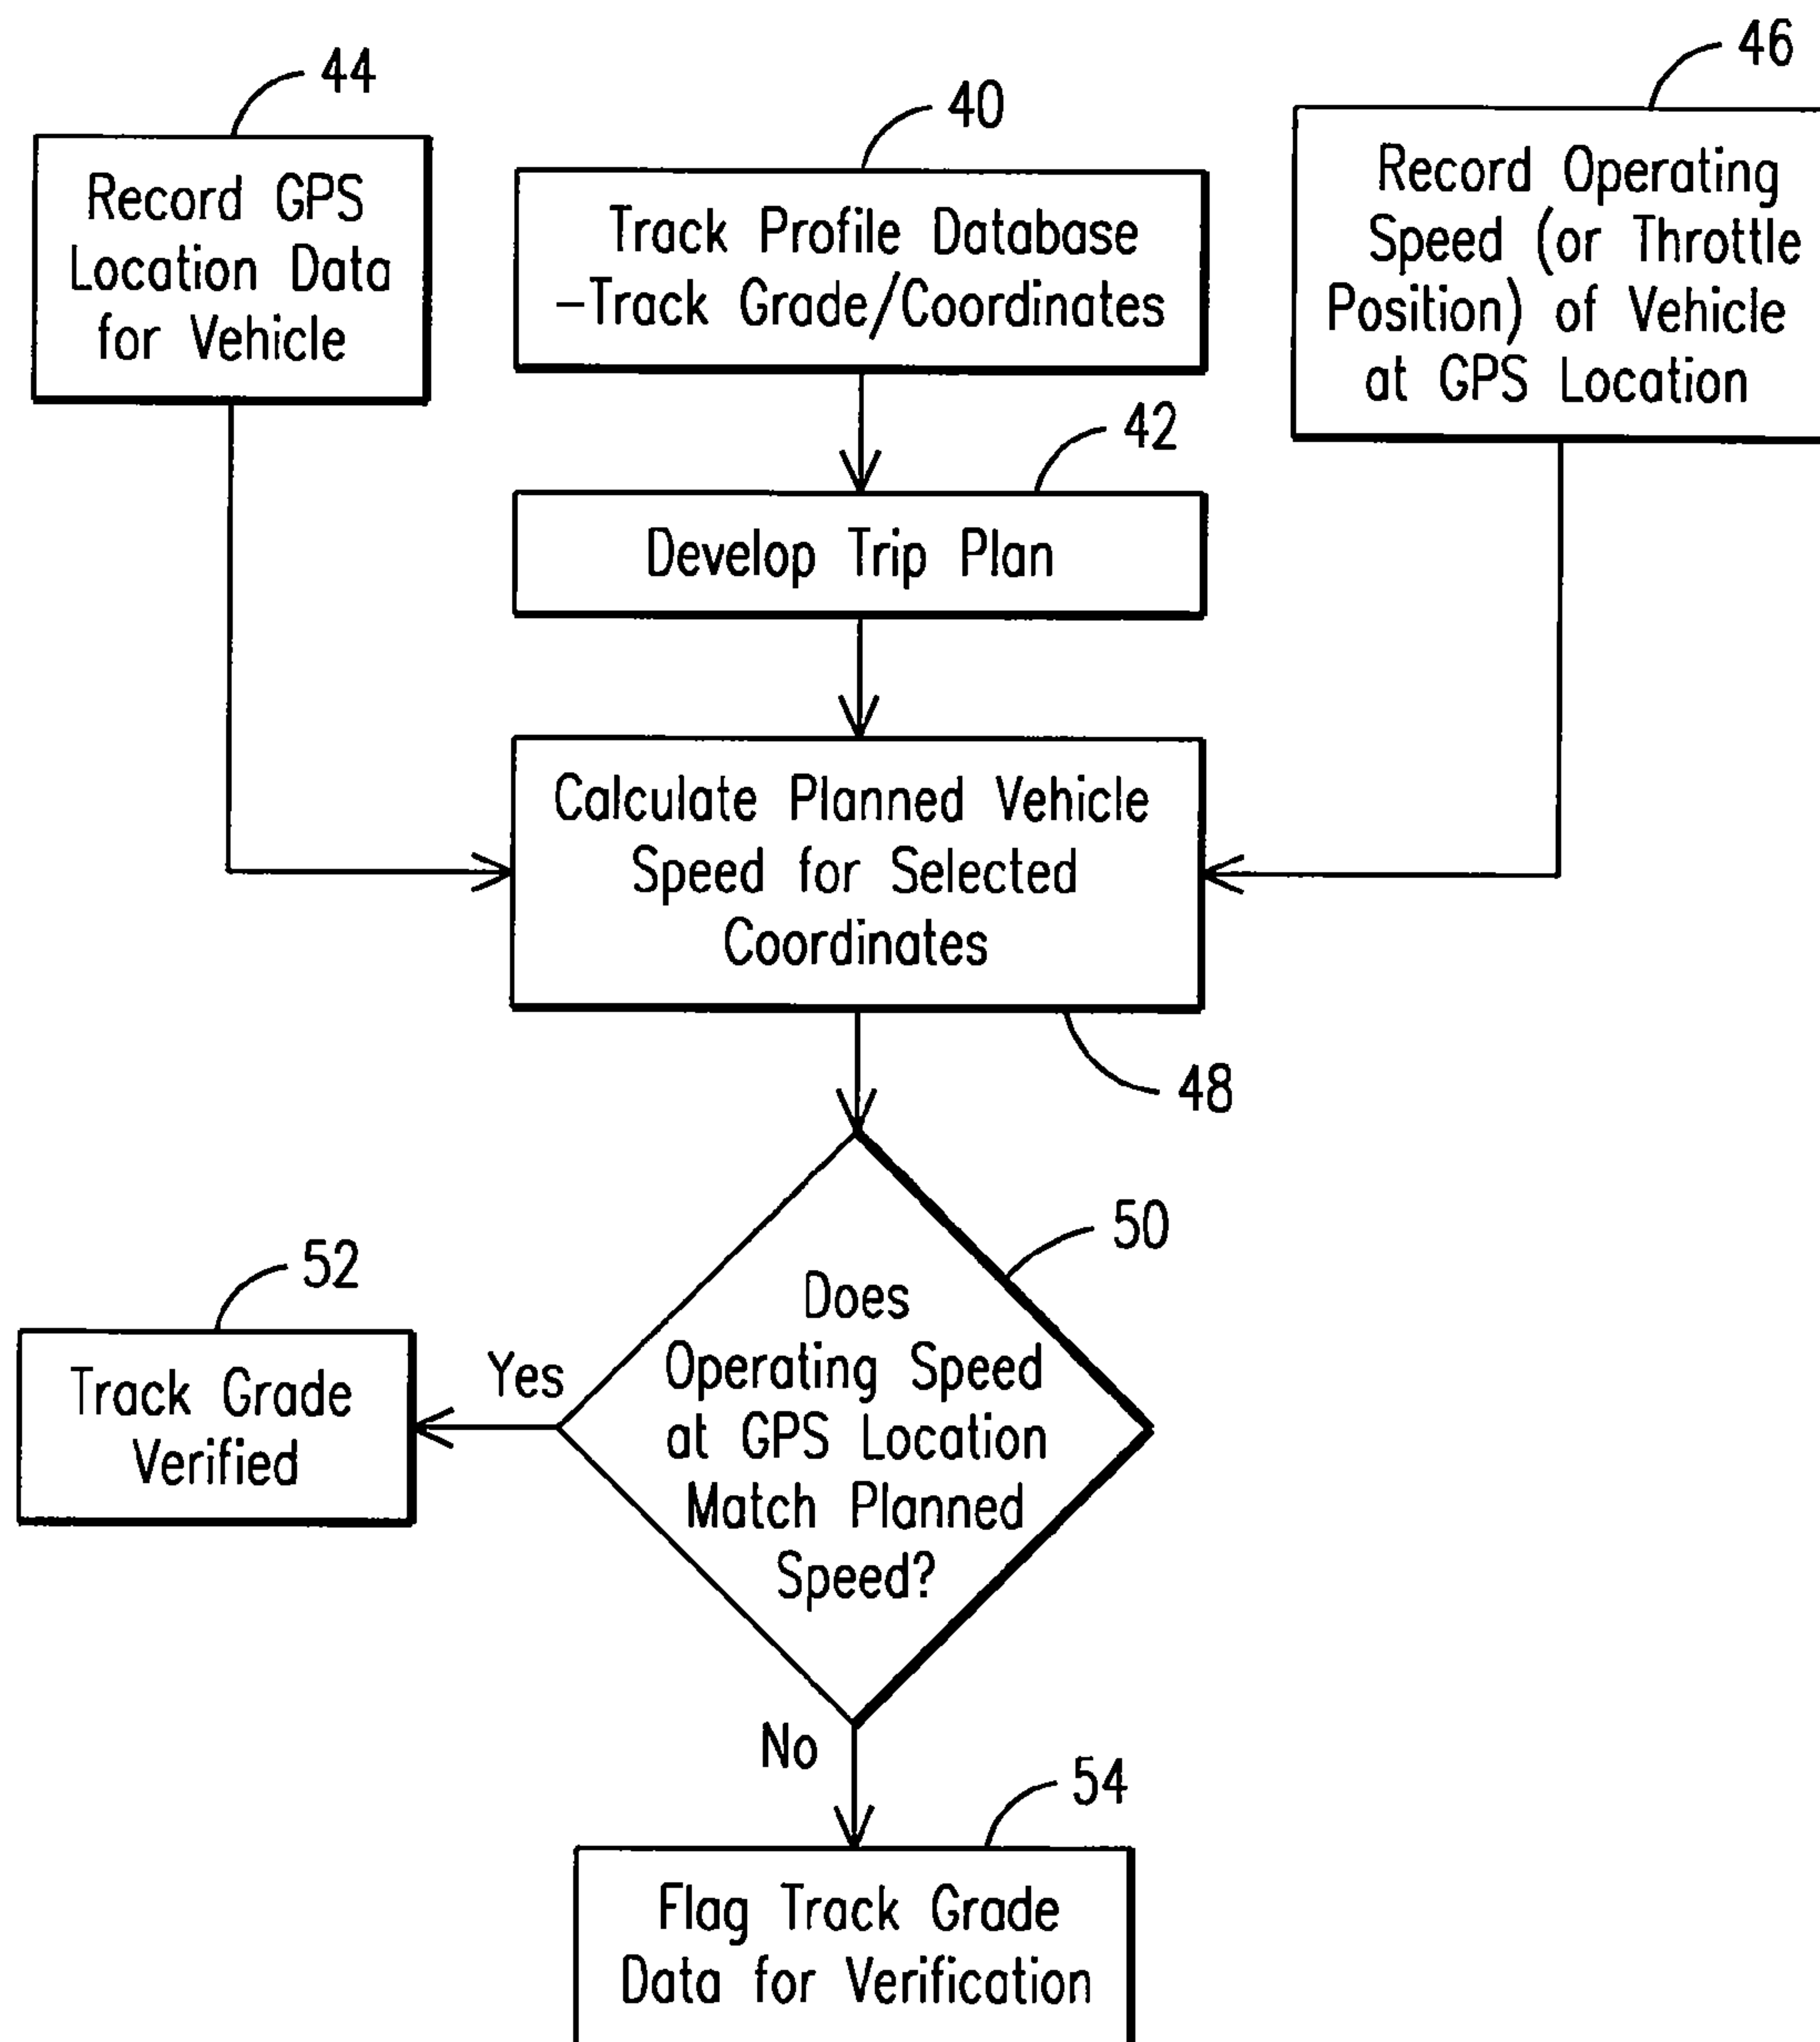 44
Record GPS
Location Data
for Vehicle
40
Track Profile Database
-Track Grade/Coordinates
46
Record Operating
Speed (or Throttle
Position) of Vehicle
at GPS Location
42
Develop Trip Plan
Calculate Planned Vehicle
Speed for Selected
Coordinates
48
50
Does
Operating Speed
at GPS Location
Match Planned
Speed?
52
Track Grade
Verified
Yes
No
54
Flag Track Grade
Data for Verification